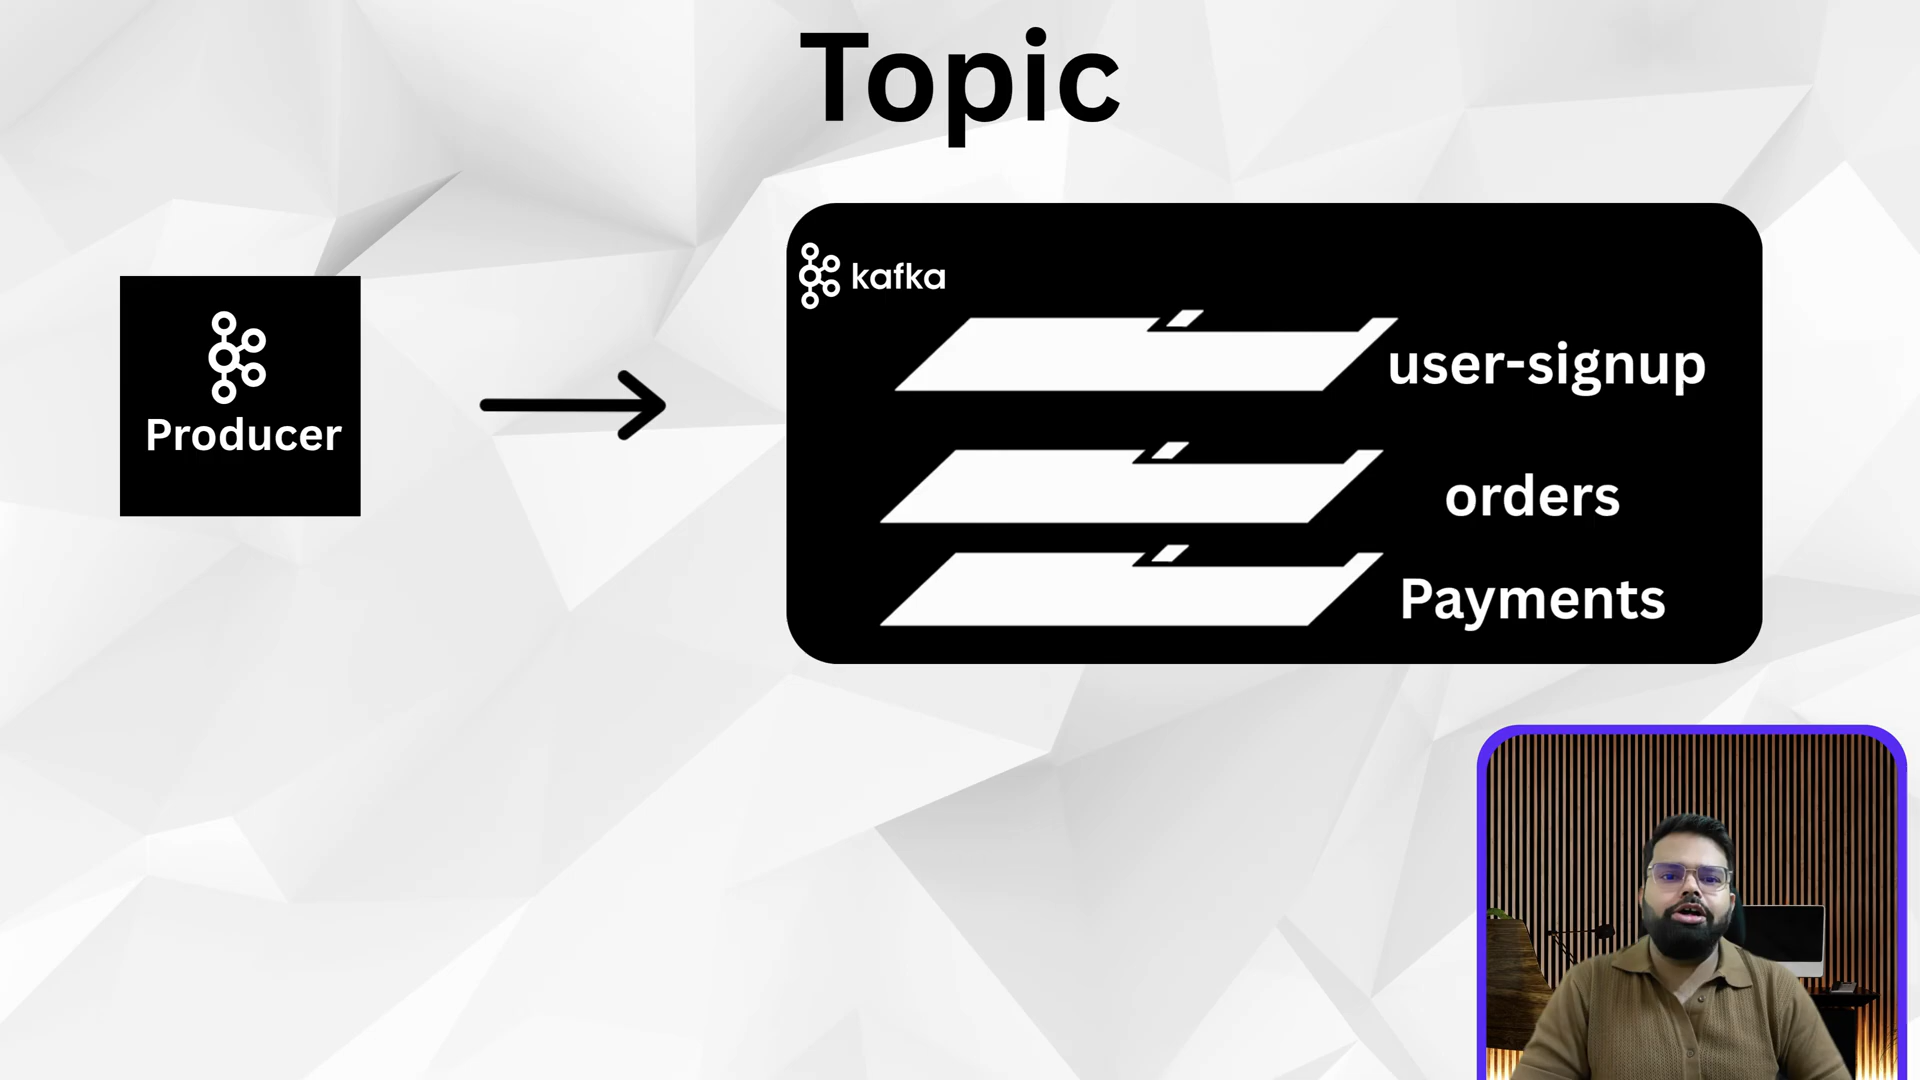 Topic
kafka
user-signup
Producer
orders
Payments